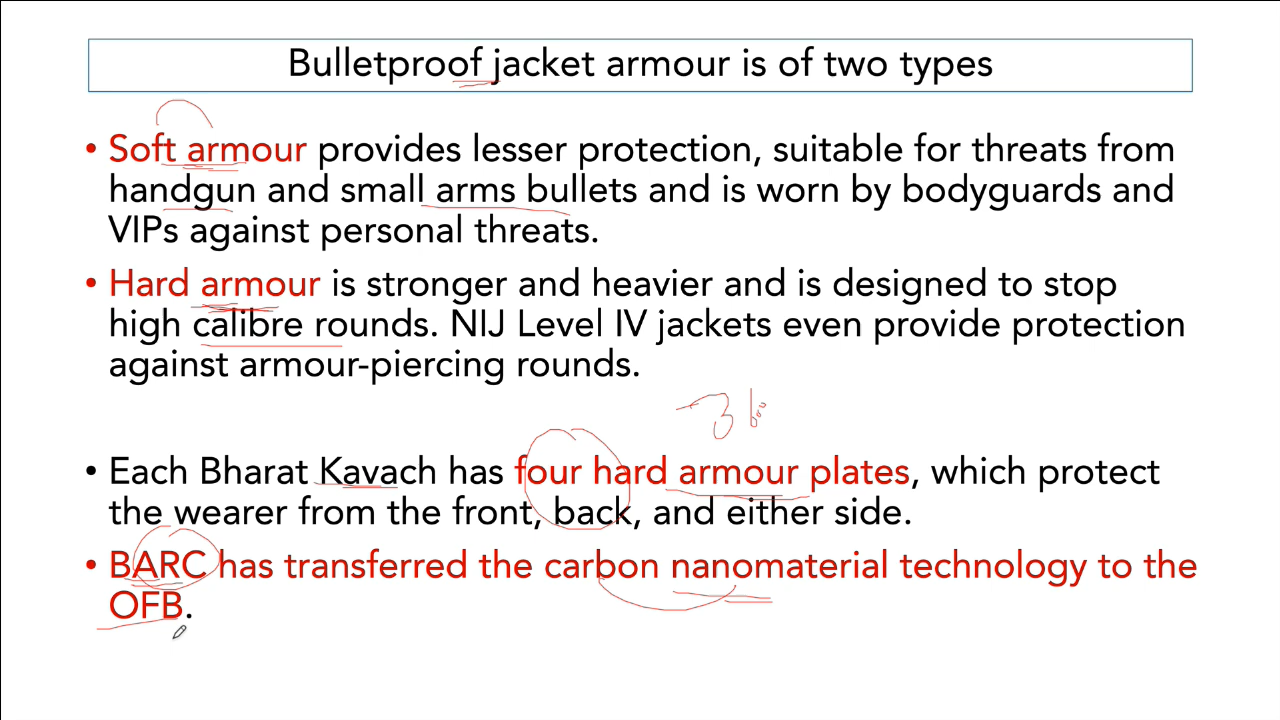 Bulletproof jacket armour is of two types
• Soft armour provides lesser protection, suitable for threats from
handgun and small arms bullets and is worn by bodyguards and
VIPs against personal threats.
• Hard armour is stronger and heavier and is designed to stop
high calibre rounds. NIJ Level IV jackets even provide protection
against armour-piercing rounds.
3
• Each Bharat Kavach has four hard armour plates, which protect
the wearer from the front, back, and either side.
• BARC has transferred the carbon nanomaterial technology to the
OFB.